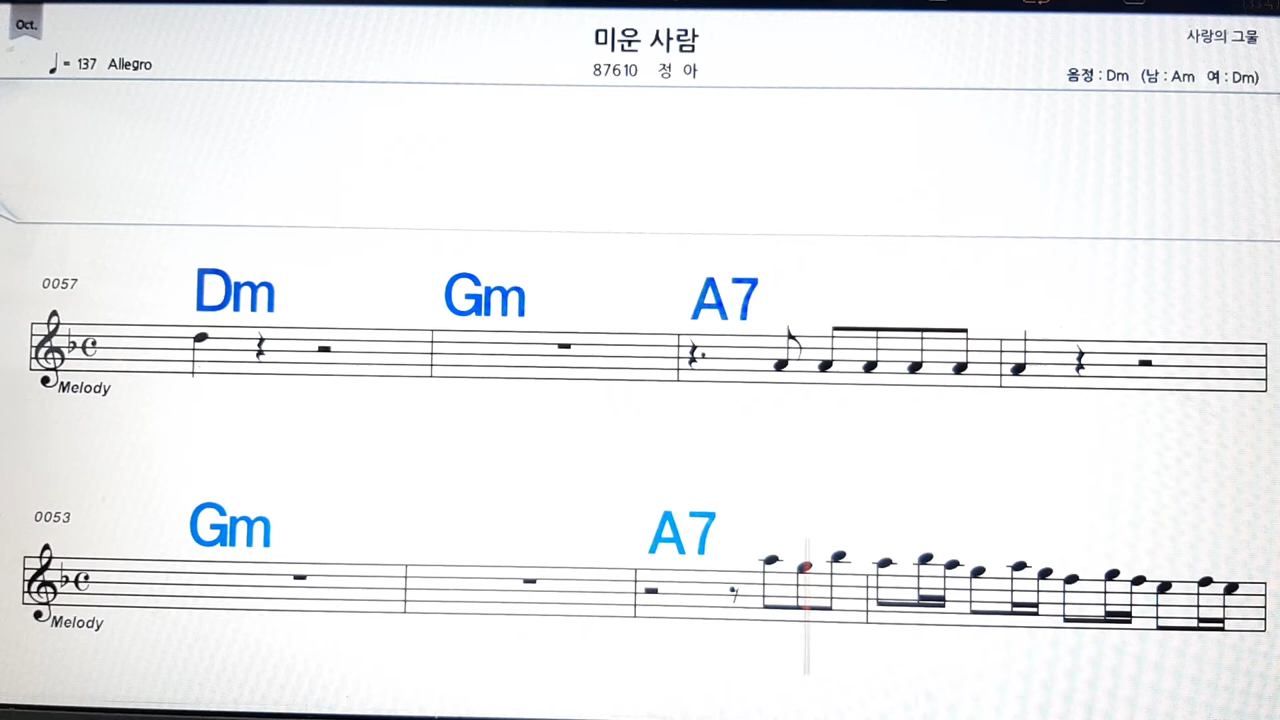 Oct.
미운 사람
사랑의 그물
♩= 137 Allegro
87610 정 아
음정 : Dm (남 : Am 여 : Dm)
0057
Dm Gm A7
Melody
0053
Gm A7
Melody